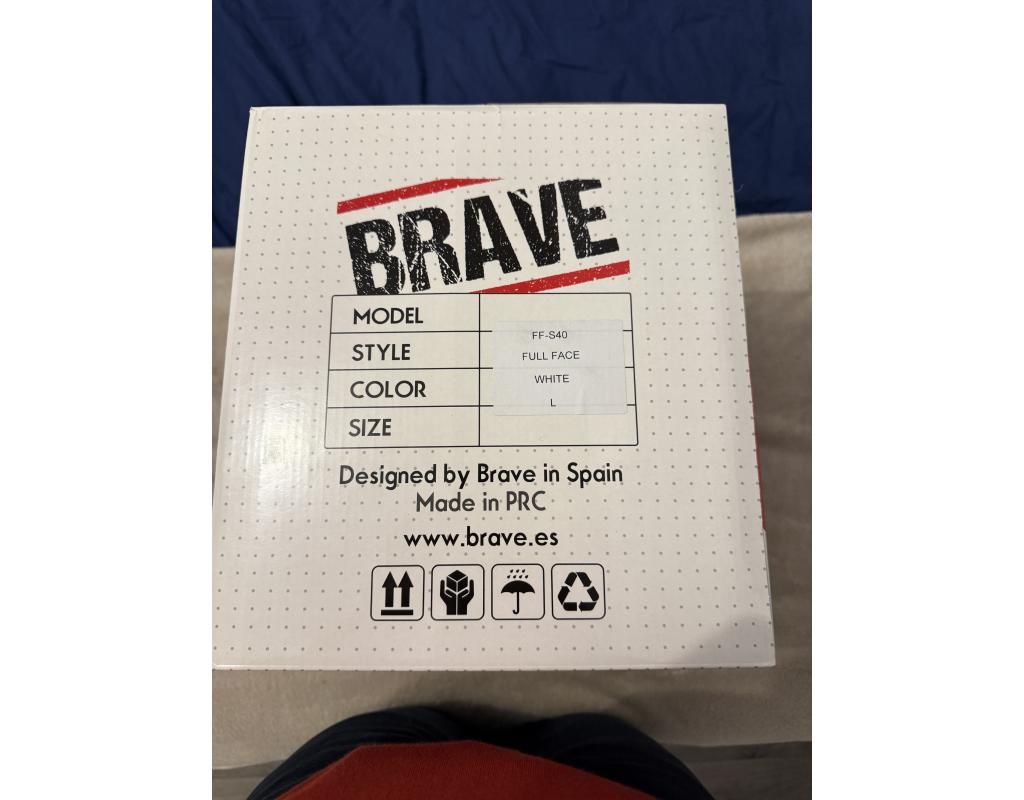 BRAVE
MODEL
FF-S40
STYLE
FULL FACE
COLOR
WHITE
SIZE
L
Designed by Brave in Spain
Made in PRC
www.brave.es